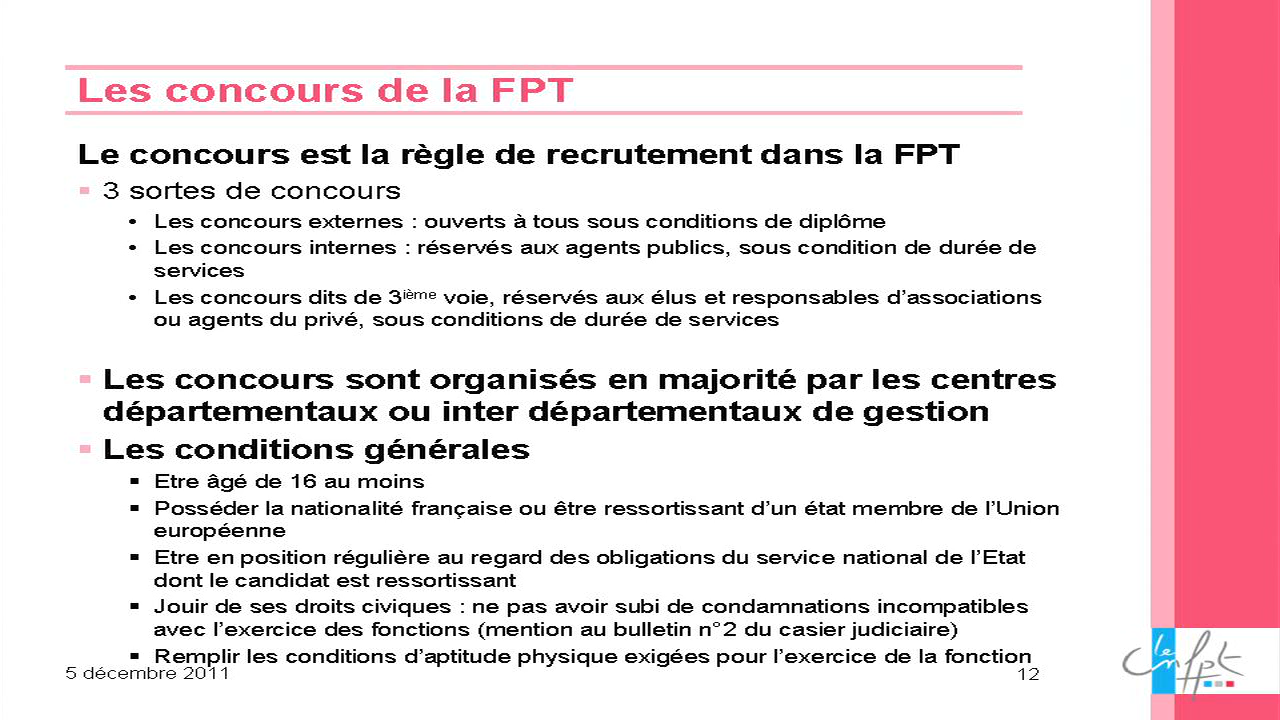 Les concours de la FPT
Le concours est la règle de recrutement dans la FPT
3 sortes de concours
• Les concours externes : ouverts à tous sous conditions de diplôme
• Les concours internes : réservés aux agents publics, sous condition de durée de
services
• Les concours dits de 3ième voie, réservés aux élus et responsables d’associations
ou agents du privé, sous conditions de durée de services
Les concours sont organisés en majorité par les centres
départementaux ou inter départementaux de gestion
Les conditions générales
Etre âgé de 16 au moins
Posséder la nationalité française ou être ressortissant d’un état membre de l’Union
européenne
Etre en position régulière au regard des obligations du service national de l’Etat
dont le candidat est ressortissant
Jouir de ses droits civiques : ne pas avoir subi de condamnations incompatibles
avec l’exercice des fonctions (mention au bulletin n°2 du casier judiciaire)
Remplir les conditions d’aptitude physique exigées pour l’exercice de la fonction
5 décembre 2011
12
le cnfpt